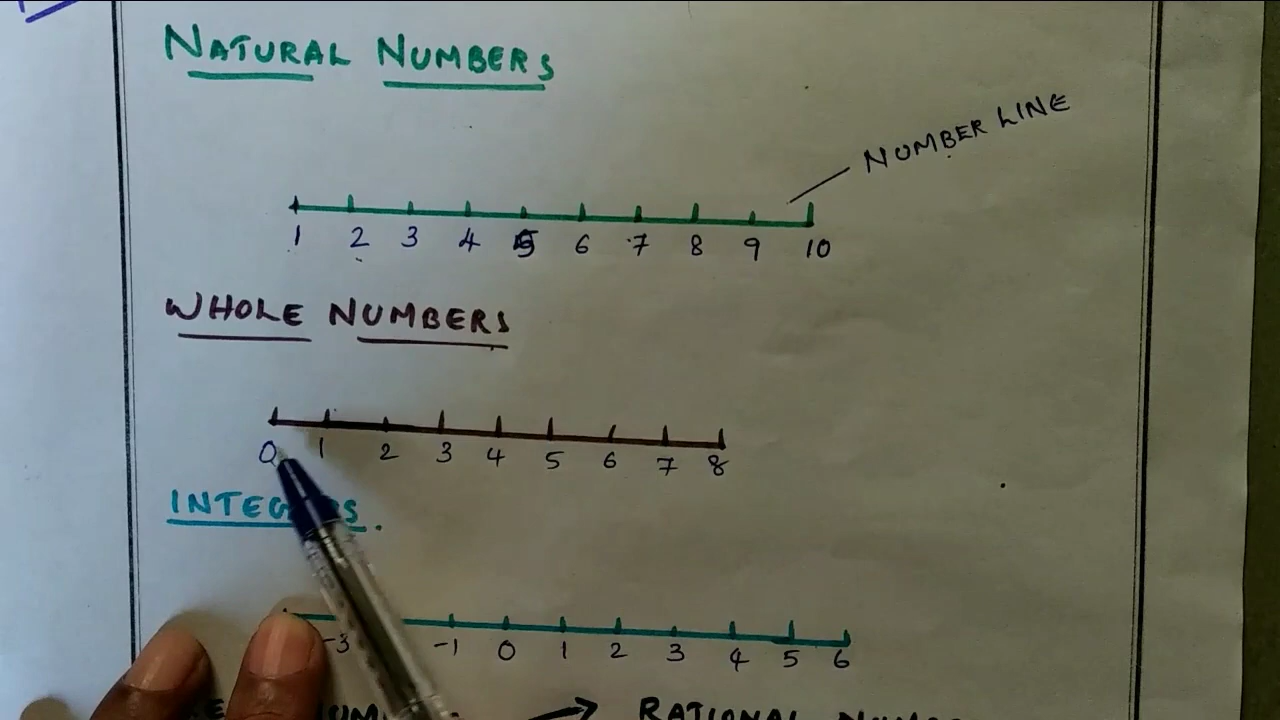 NATURAL NUMBERS
NUMBER LINE
1 2 3 4 5 6 7 8 9 10
WHOLE NUMBERS
0 1 2 3 4 5 6 7 8
INTEGERS.
-3 -1 0 1 2 3 4 5 6
RATIONAL